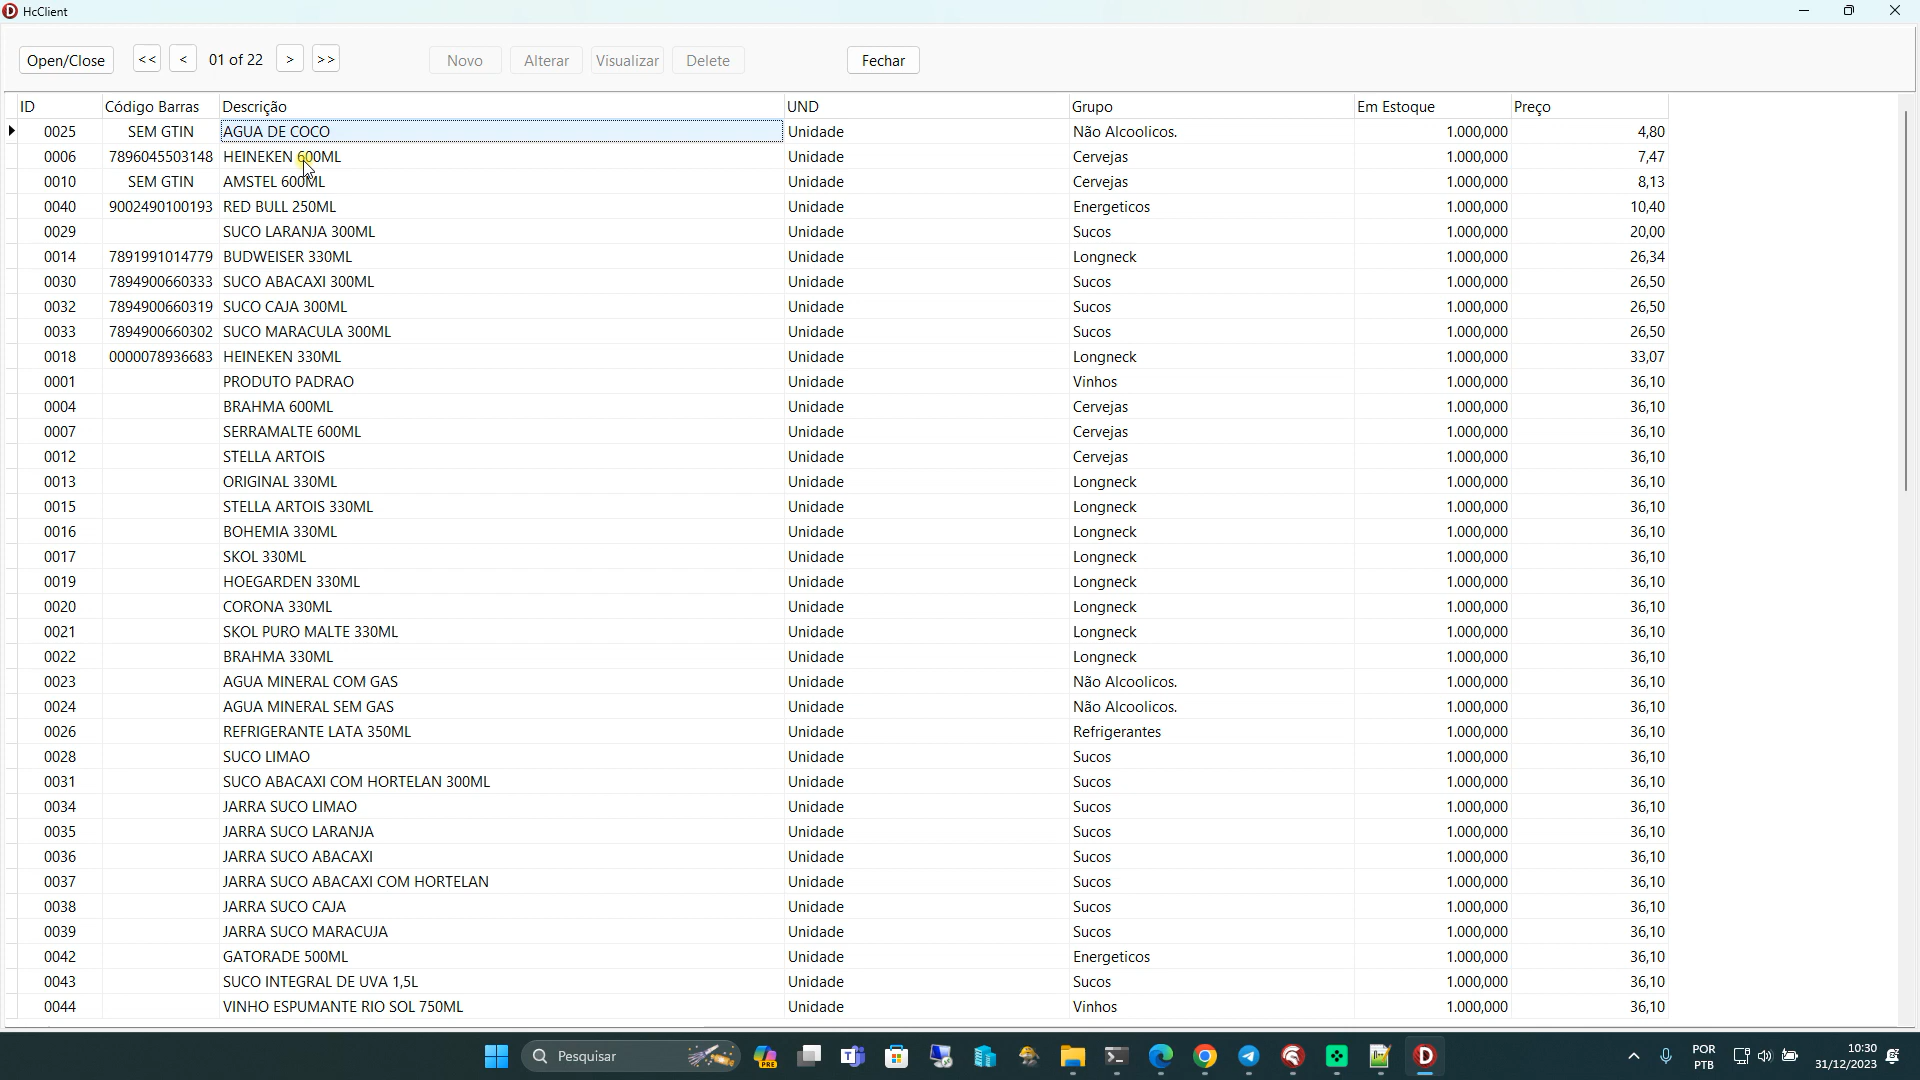 HcClient
Open/Close << < 01 of 22 > >> Novo Alterar Visualizar Delete Fechar
ID Código Barras Descrição UND Grupo Em Estoque Preço
0025 SEM GTIN AGUA DE COCO Unidade Não Alcoolicos. 1.000,000 4,80
0006 7896045503148 HEINEKEN 600ML Unidade Cervejas 1.000,000 7,47
0010 SEM GTIN AMSTEL 600ML Unidade Cervejas 1.000,000 8,13
0040 9002490100193 RED BULL 250ML Unidade Energeticos 1.000,000 10,40
0029 SUCO LARANJA 300ML Unidade Sucos 1.000,000 20,00
0014 7891991014779 BUDWEISER 330ML Unidade Longneck 1.000,000 26,34
0030 7894900660333 SUCO ABACAXI 300ML Unidade Sucos 1.000,000 26,50
0032 7894900660319 SUCO CAJA 300ML Unidade Sucos 1.000,000 26,50
0033 7894900660302 SUCO MARACULA 300ML Unidade Sucos 1.000,000 26,50
0018 0000078936683 HEINEKEN 330ML Unidade Longneck 1.000,000 33,07
0001 PRODUTO PADRAO Unidade Vinhos 1.000,000 36,10
0004 BRAHMA 600ML Unidade Cervejas 1.000,000 36,10
0007 SERRAMALTE 600ML Unidade Cervejas 1.000,000 36,10
0012 STELLA ARTOIS Unidade Cervejas 1.000,000 36,10
0013 ORIGINAL 330ML Unidade Longneck 1.000,000 36,10
0015 STELLA ARTOIS 330ML Unidade Longneck 1.000,000 36,10
0016 BOHEMIA 330ML Unidade Longneck 1.000,000 36,10
0017 SKOL 330ML Unidade Longneck 1.000,000 36,10
0019 HOEGARDEN 330ML Unidade Longneck 1.000,000 36,10
0020 CORONA 330ML Unidade Longneck 1.000,000 36,10
0021 SKOL PURO MALTE 330ML Unidade Longneck 1.000,000 36,10
0022 BRAHMA 330ML Unidade Longneck 1.000,000 36,10
0023 AGUA MINERAL COM GAS Unidade Não Alcoolicos. 1.000,000 36,10
0024 AGUA MINERAL SEM GAS Unidade Não Alcoolicos. 1.000,000 36,10
0026 REFRIGERANTE LATA 350ML Unidade Refrigerantes 1.000,000 36,10
0028 SUCO LIMAO Unidade Sucos 1.000,000 36,10
0031 SUCO ABACAXI COM HORTELAN 300ML Unidade Sucos 1.000,000 36,10
0034 JARRA SUCO LIMAO Unidade Sucos 1.000,000 36,10
0035 JARRA SUCO LARANJA Unidade Sucos 1.000,000 36,10
0036 JARRA SUCO ABACAXI Unidade Sucos 1.000,000 36,10
0037 JARRA SUCO ABACAXI COM HORTELAN Unidade Sucos 1.000,000 36,10
0038 JARRA SUCO CAJA Unidade Sucos 1.000,000 36,10
0039 JARRA SUCO MARACUJA Unidade Sucos 1.000,000 36,10
0042 GATORADE 500ML Unidade Energeticos 1.000,000 36,10
0043 SUCO INTEGRAL DE UVA 1,5L Unidade Sucos 1.000,000 36,10
0044 VINHO ESPUMANTE RIO SOL 750ML Unidade Vinhos 1.000,000 36,10
Pesquisar PRE POR 10:30
PTB 31/12/2023